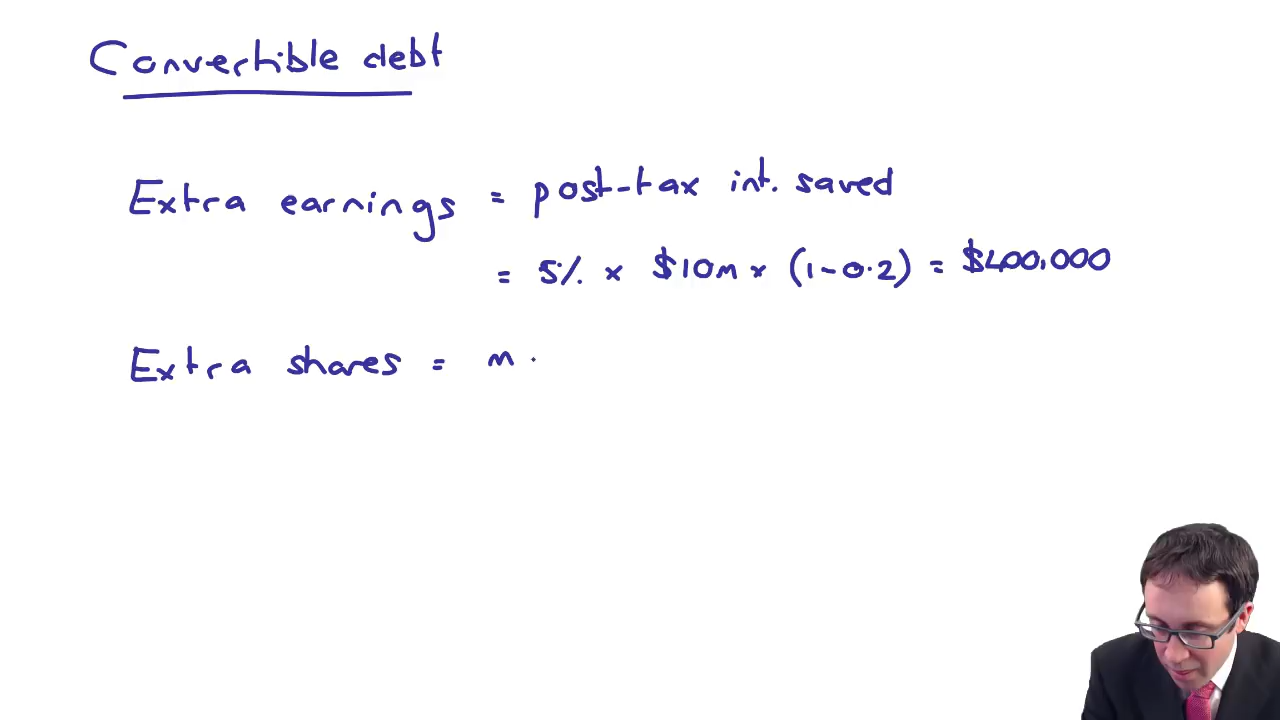 Convertible debt
Extra earnings = post-tax int. saved
= 5% × $10m × (1-0.2) = $400,000
Extra shares = m